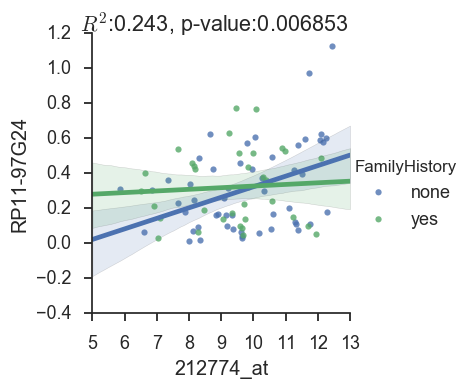 R²:0.243, p-value:0.006853
1.2
1.0
0.8
0.6
0.4
0.2
0.0
−0.2
−0.4
RP11-97G24
5 6 7 8 9 10 11 12 13
212774_at
FamilyHistory
none
yes